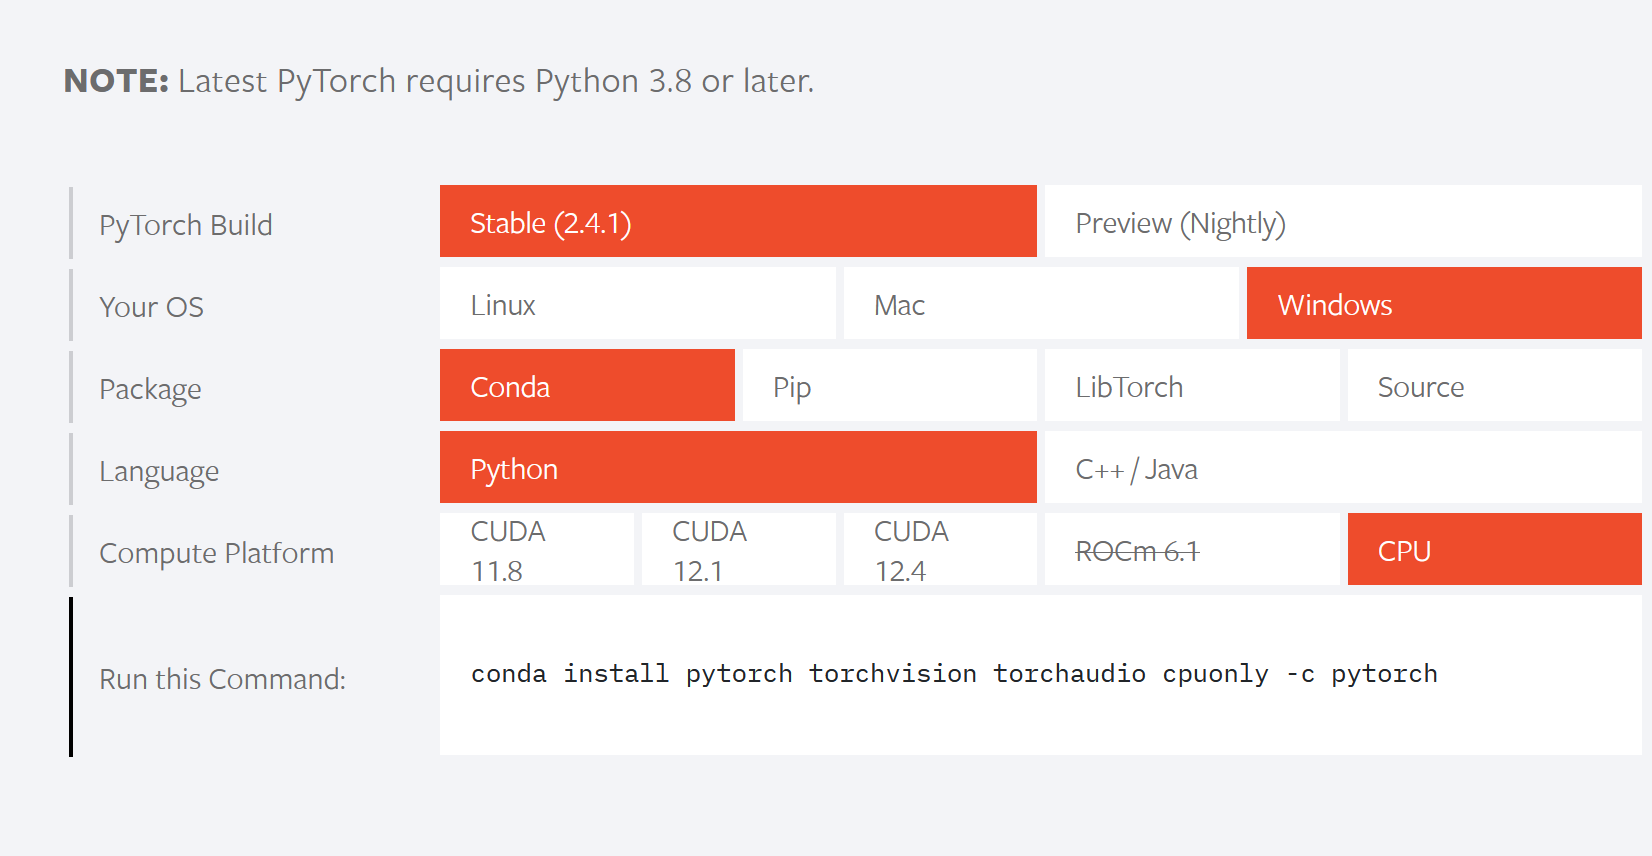 NOTE: Latest PyTorch requires Python 3.8 or later.
PyTorch Build
Stable (2.4.1)
Preview (Nightly)
Your OS
Linux
Mac
Windows
Package
Conda
Pip
LibTorch
Source
Language
Python
C++ / Java
Compute Platform
CUDA
11.8
CUDA
12.1
CUDA
12.4
ROCm 6.1
CPU
Run this Command:
conda install pytorch torchvision torchaudio cpuonly -c pytorch